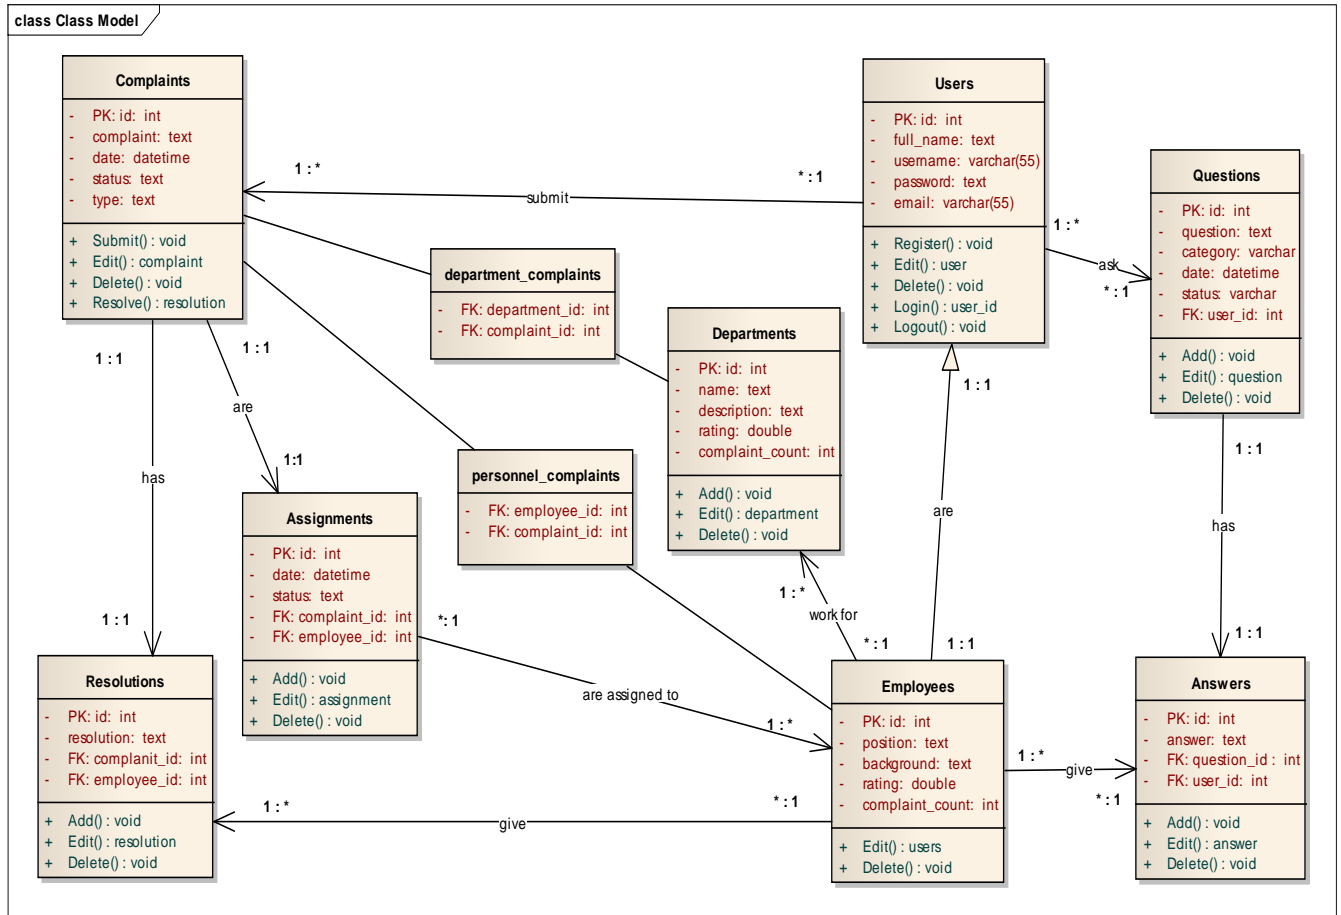 class Class Model
Complaints
- PK: id: int
- complaint: text
- date: datetime
- status: text
- type: text
+ Submit() : void
+ Edit() : complaint
+ Delete() : void
+ Resolve() : resolution
Users
- PK: id: int
- full_name: text
- username: varchar(55)
- password: text
- email: varchar(55)
+ Register() : void
+ Edit() : user
+ Delete() : void
+ Login() : user_id
+ Logout() : void
Questions
- PK: id: int
- question: text
- category: varchar
- date: datetime
- status: varchar
- FK: user_id: int
+ Add() : void
+ Edit() : question
+ Delete() : void
1 : *
submit
* : 1
1 : *
ask
* : 1
department_complaints
- FK: department_id: int
- FK: complaint_id: int
Departments
- PK: id: int
- name: text
- description: text
- rating: double
- complaint_count: int
+ Add() : void
+ Edit() : department
+ Delete() : void
1 : 1
has
1 : 1
1 : 1
are
1:1
personnel_complaints
- FK: employee_id: int
- FK: complaint_id: int
1 : 1
are
1 : 1
1 : 1
has
1 : 1
1 : *
work for
* : 1
Assignments
- PK: id: int
- date: datetime
- status: text
- FK: complaint_id: int
- FK: employee_id: int
+ Add() : void
+ Edit() : assignment
+ Delete() : void
*: 1
are assigned to
1 : *
Resolutions
- PK: id: int
- resolution: text
- FK: complanit_id: int
- FK: employee_id: int
+ Add() : void
+ Edit() : resolution
+ Delete() : void
1 : *
give
* : 1
Employees
- PK: id: int
- position: text
- background: text
- rating: double
- complaint_count: int
+ Edit() : users
+ Delete() : void
1 : *
give
* : 1
Answers
- PK: id: int
- answer: text
- FK: question_id : int
- FK: user_id: int
+ Add() : void
+ Edit() : answer
+ Delete() : void